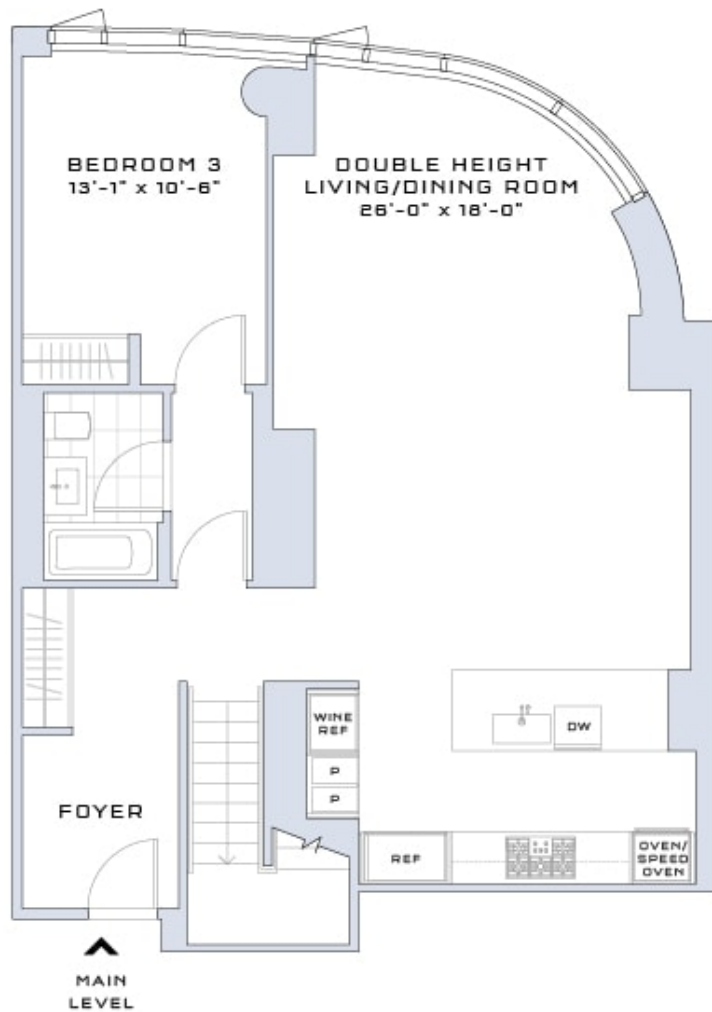 BEDROOM 3
13'-1" x 10'-6"
DOUBLE HEIGHT
LIVING/DINING ROOM
26'-0" x 18'-0"
WINE
REF
DW
P
P
FOYER
REF
OVEN/
SPEED
OVEN
MAIN
LEVEL